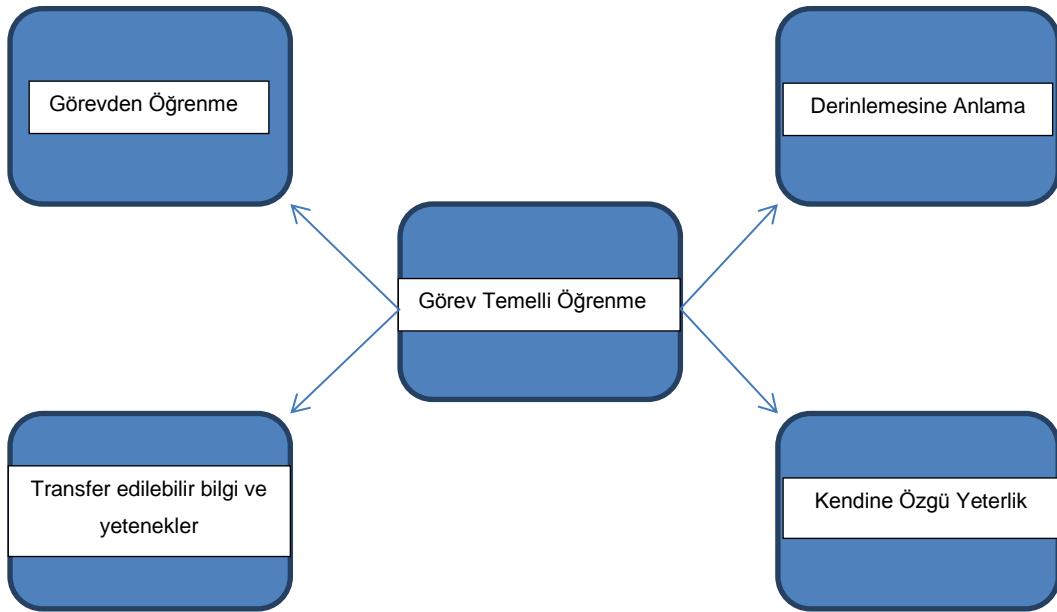 Görevden Öğrenme
Derinlemesine Anlama
Görev Temelli Öğrenme
Transfer edilebilir bilgi ve
yetenekler
Kendine Özgü Yeterlik